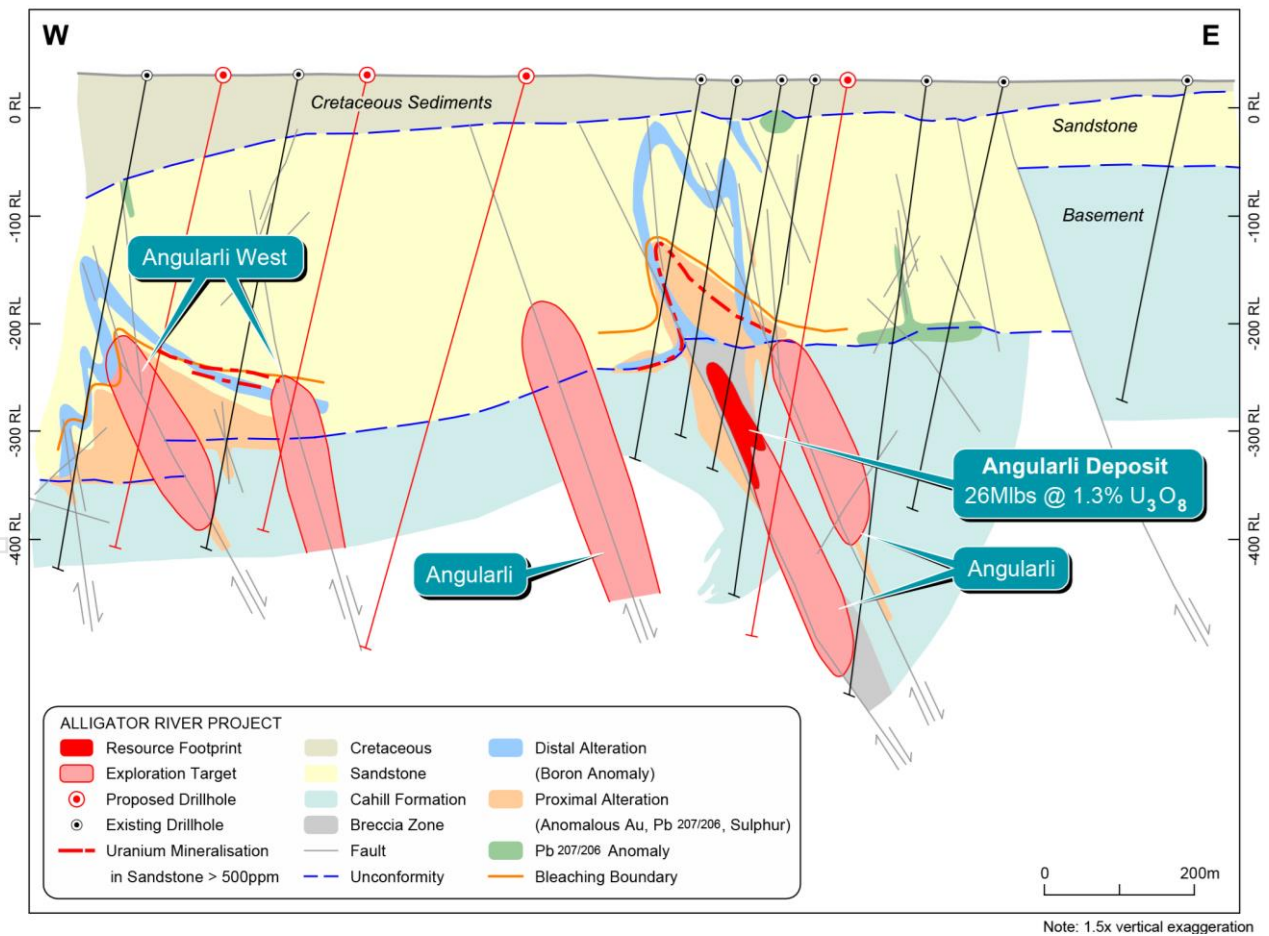 W
E
Cretaceous Sediments
Sandstone
Basement
0 RL
-100 RL
-200 RL
-300 RL
-400 RL
0 RL
-100 RL
-200 RL
-300 RL
-400 RL
Angularli West
Angularli Deposit
26Mlbs @ 1.3% U₃O₈
Angularli
Angularli
ALLIGATOR RIVER PROJECT
Resource Footprint
Exploration Target
Proposed Drillhole
Existing Drillhole
Uranium Mineralisation
in Sandstone > 500ppm
Cretaceous
Sandstone
Cahill Formation
Breccia Zone
Fault
Unconformity
Distal Alteration
(Boron Anomaly)
Proximal Alteration
(Anomalous Au, Pb 207/206, Sulphur)
Pb 207/206 Anomaly
Bleaching Boundary
0 200m
Note: 1.5x vertical exaggeration